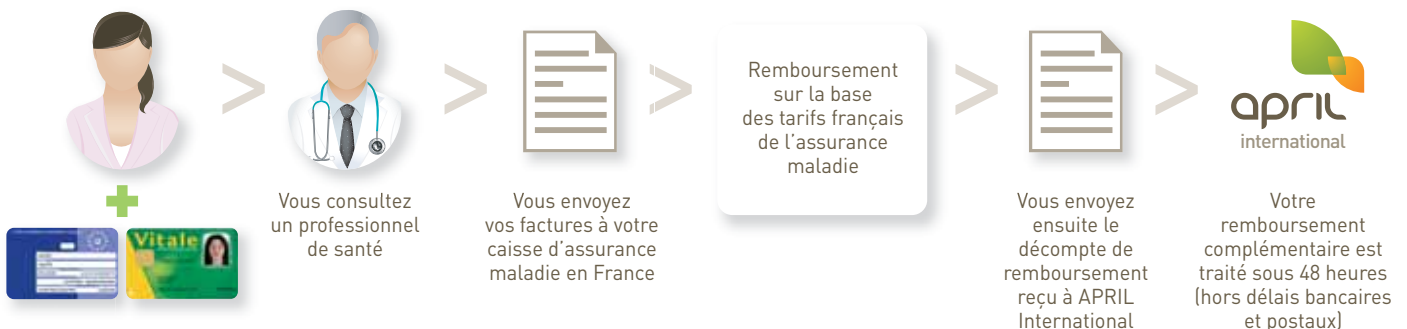 Vitale
Vous consultez
un professionnel
de santé
Vous envoyez
vos factures à votre
caisse d’assurance
maladie en France
Remboursement
sur la base
des tarifs français
de l’assurance
maladie
Vous envoyez
ensuite le
décompte de
remboursement
reçu à APRIL
International
april
international
Votre
remboursement
complémentaire est
traité sous 48 heures
(hors délais bancaires
et postaux)